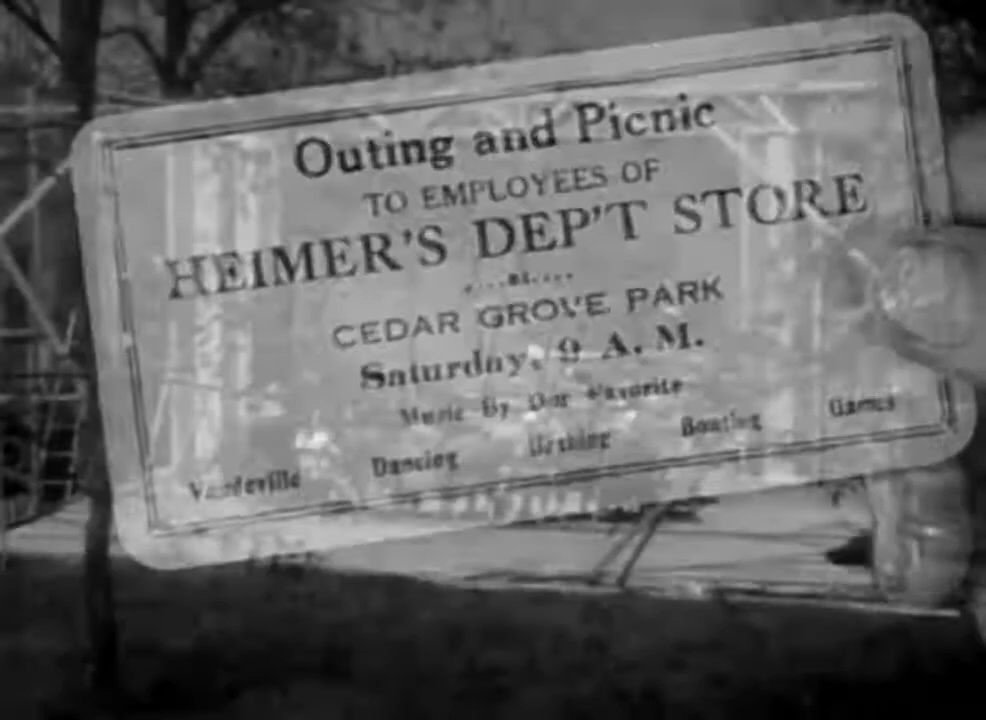 Outing and Picnic
TO EMPLOYEES OF
HEIMER'S DEP'T STORE
....at....
CEDAR GROVE PARK
Saturday, 9 A. M.
Music By Our Favorite
Vaudeville Dancing Bathing Boating Games